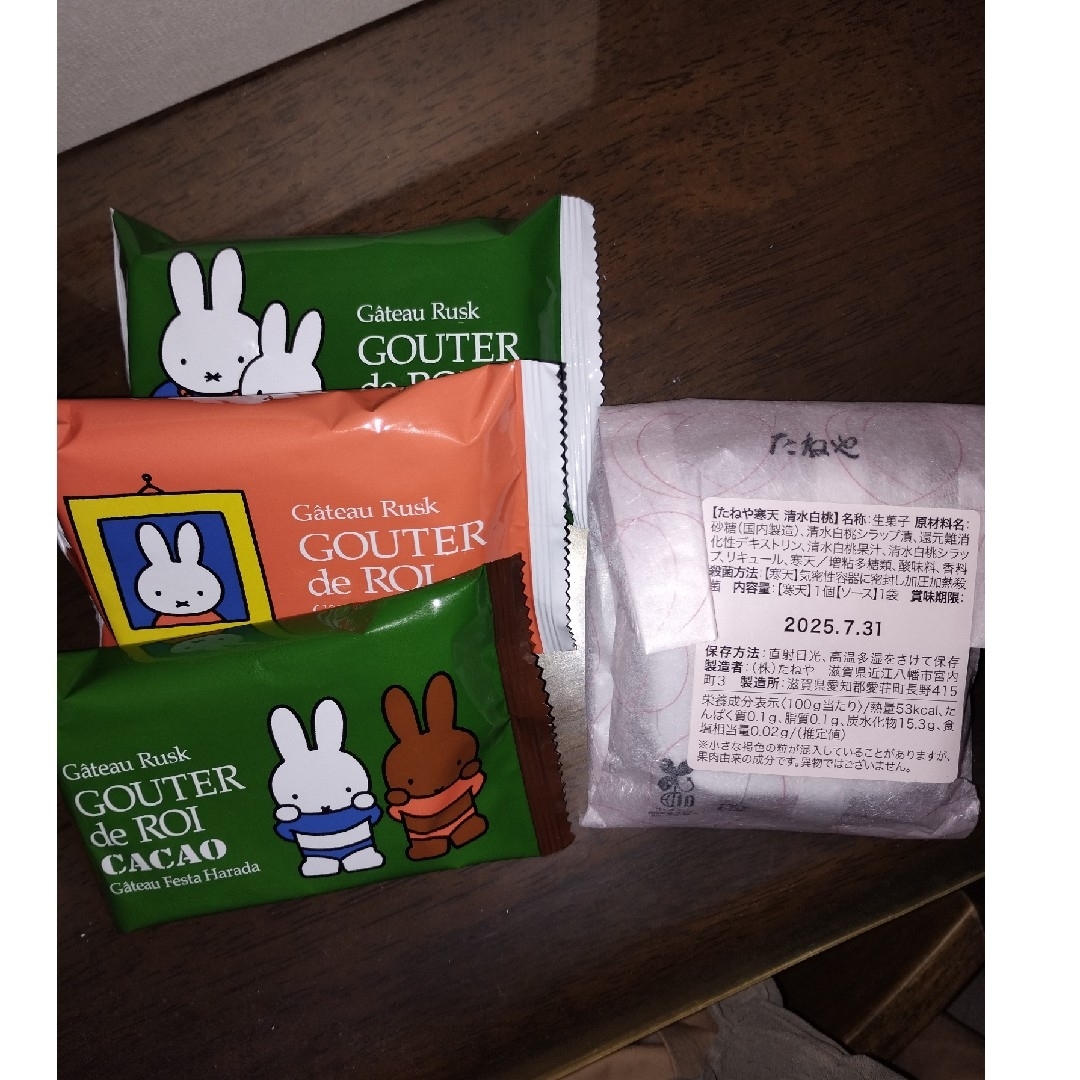 Gâteau Rusk
GOUTER
de ROI
Gâteau Rusk
GOUTER
de ROI
Gâteau Rusk
GOUTER
de ROI
CACAO
Gâteau Festa Harada
たねや
【たねや寒天 清水白桃】名称:生菓子 原材料名:
砂糖(国内製造)、清水白桃シラップ漬、還元難消
化性デキストリン、清水白桃果汁、清水白桃シラッ
プ、リキュール、寒天/増粘多糖類、酸味料、香料
殺菌方法:【寒天】気密性容器に密封し加圧加熱殺
菌 内容量:【寒天】1個【ソース】1袋 賞味期限:
2025.7.31
保存方法:直射日光、高温多湿をさけて保存
製造者:(株)たねや 滋賀県近江八幡市宮内
町3 製造所:滋賀県愛知郡愛荘町長野415
栄養成分表示(100g当たり)/熱量53kcal、た
んぱく質0.1g、脂質0.1g、炭水化物15.3g、食
塩相当量0.02g/(推定値)
※小さな褐色の粒が混入していることがありますが、
果肉由来の成分です。異物ではございません。